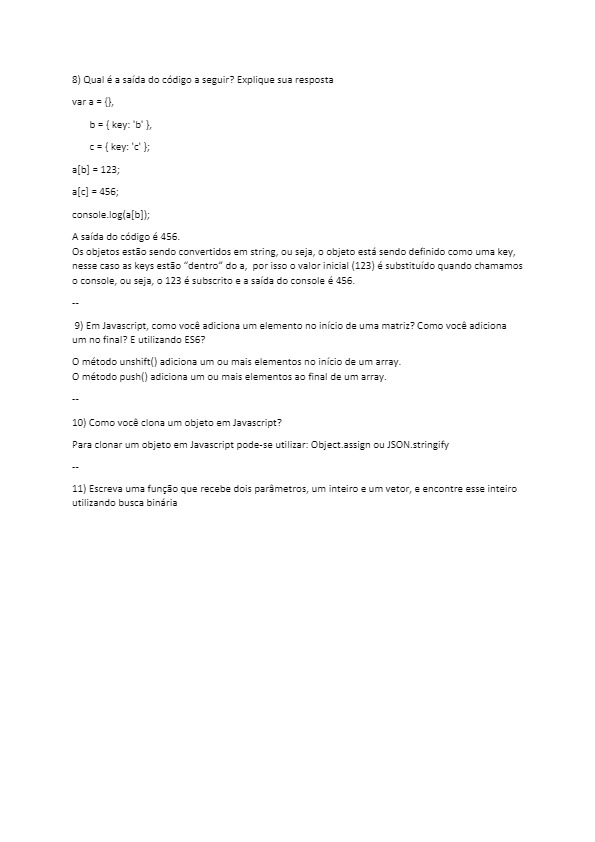 8) Qual é a saída do código a seguir? Explique sua resposta
var a = {},
b = { key: 'b' },
c = { key: 'c' };
a[b] = 123;
a[c] = 456;
console.log(a[b]);
A saída do código é 456.
Os objetos estão sendo convertidos em string, ou seja, o objeto está sendo definido como uma key,
nesse caso as keys estão “dentro” do a,  por isso o valor inicial (123) é substituído quando chamamos
o console, ou seja, o 123 é subscrito e a saída do console é 456.
--
9) Em Javascript, como você adiciona um elemento no início de uma matriz? Como você adiciona
um no final? E utilizando ES6?
O método unshift() adiciona um ou mais elementos no início de um array.
O método push() adiciona um ou mais elementos ao final de um array.
--
10) Como você clona um objeto em Javascript?
Para clonar um objeto em Javascript pode-se utilizar: Object.assign ou JSON.stringify
--
11) Escreva uma função que recebe dois parâmetros, um inteiro e um vetor, e encontre esse inteiro
utilizando busca binária